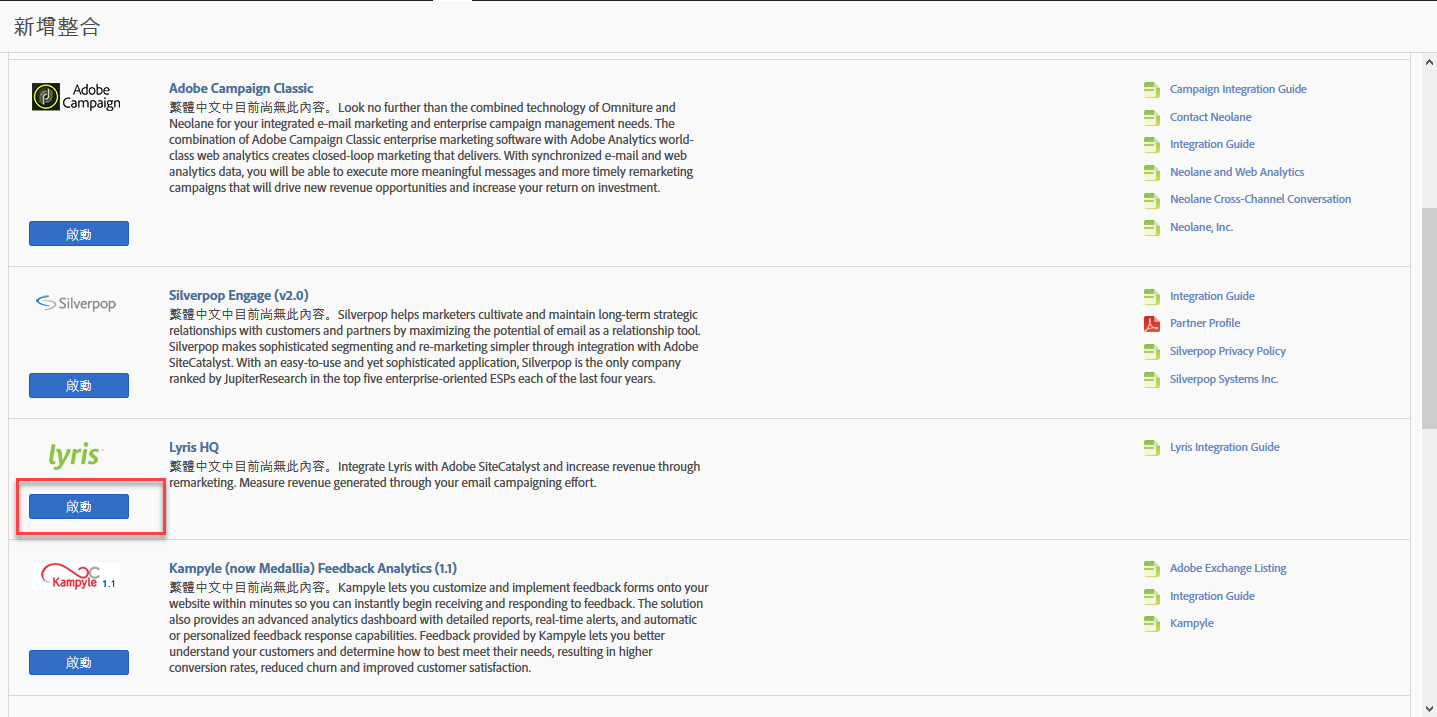 新增整合
Adobe
Campaign
Adobe Campaign Classic
繁體中文中目前尚無此內容。Look no further than the combined technology of Omniture and
Neolane for your integrated e-mail marketing and enterprise campaign management needs. The
combination of Adobe Campaign Classic enterprise marketing software with Adobe Analytics world-
class web analytics creates closed-loop marketing that delivers. With synchronized e-mail and web
analytics data, you will be able to execute more meaningful messages and more timely remarketing
campaigns that will drive new revenue opportunities and increase your return on investment.
啟動
Campaign Integration Guide
Contact Neolane
Integration Guide
Neolane and Web Analytics
Neolane Cross-Channel Conversation
Neolane, Inc.
Silverpop
Silverpop Engage (v2.0)
繁體中文中目前尚無此內容。Silverpop helps marketers cultivate and maintain long-term strategic
relationships with customers and partners by maximizing the potential of email as a relationship tool.
Silverpop makes sophisticated segmenting and re-marketing simpler through integration with Adobe
SiteCatalyst. With an easy-to-use and yet sophisticated application, Silverpop is the only company
ranked by JupiterResearch in the top five enterprise-oriented ESPs each of the last four years.
啟動
Integration Guide
Partner Profile
Silverpop Privacy Policy
Silverpop Systems Inc.
lyris
Lyris HQ
繁體中文中目前尚無此內容。Integrate Lyris with Adobe SiteCatalyst and increase revenue through
remarketing. Measure revenue generated through your email campaigning effort.
啟動
Lyris Integration Guide
Kampyle 1.1
Kampyle (now Medallia) Feedback Analytics (1.1)
繁體中文中目前尚無此內容。Kampyle lets you customize and implement feedback forms onto your
website within minutes so you can instantly begin receiving and responding to feedback. The solution
also provides an advanced analytics dashboard with detailed reports, real-time alerts, and automatic
or personalized feedback response capabilities. Feedback provided by Kampyle lets you better
understand your customers and determine how to best meet their needs, resulting in higher
conversion rates, reduced churn and improved customer satisfaction.
啟動
Adobe Exchange Listing
Integration Guide
Kampyle